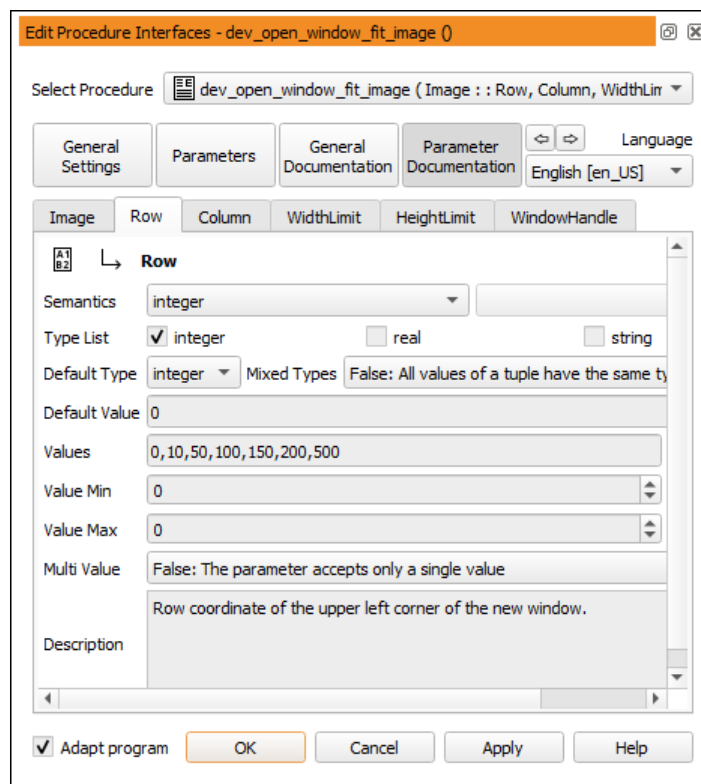 Edit Procedure Interfaces - dev_open_window_fit_image ()
Select Procedure dev_open_window_fit_image ( Image : : Row, Column, WidthLim
General Settings Parameters General Documentation Parameter Documentation Language
English [en_US]
Image Row Column WidthLimit HeightLimit WindowHandle
A1 B2 Row
Semantics integer
Type List integer real string
Default Type integer Mixed Types False: All values of a tuple have the same ty
Default Value 0
Values 0,10,50,100,150,200,500
Value Min 0
Value Max 0
Multi Value False: The parameter accepts only a single value
Row coordinate of the upper left corner of the new window.
Description
Adapt program OK Cancel Apply Help